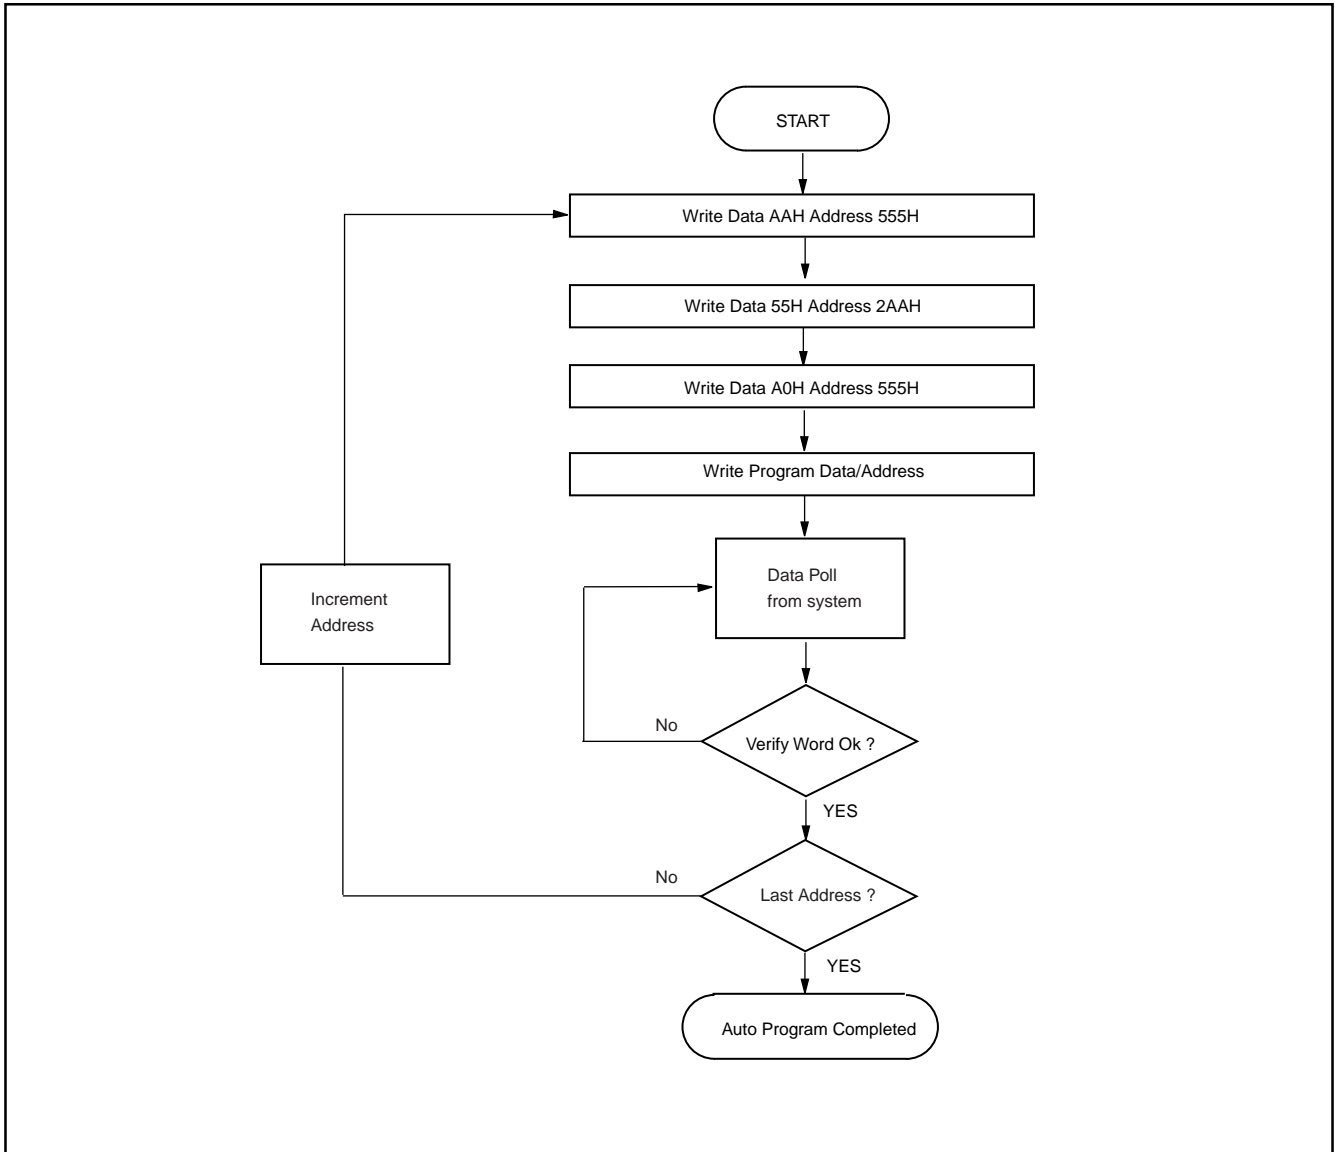 START
Write Data AAH Address 555H
Write Data 55H Address 2AAH
Write Data A0H Address 555H
Write Program Data/Address
Data Poll
from system
Increment
Address
No
Verify Word Ok ?
YES
No
Last Address ?
YES
Auto Program Completed